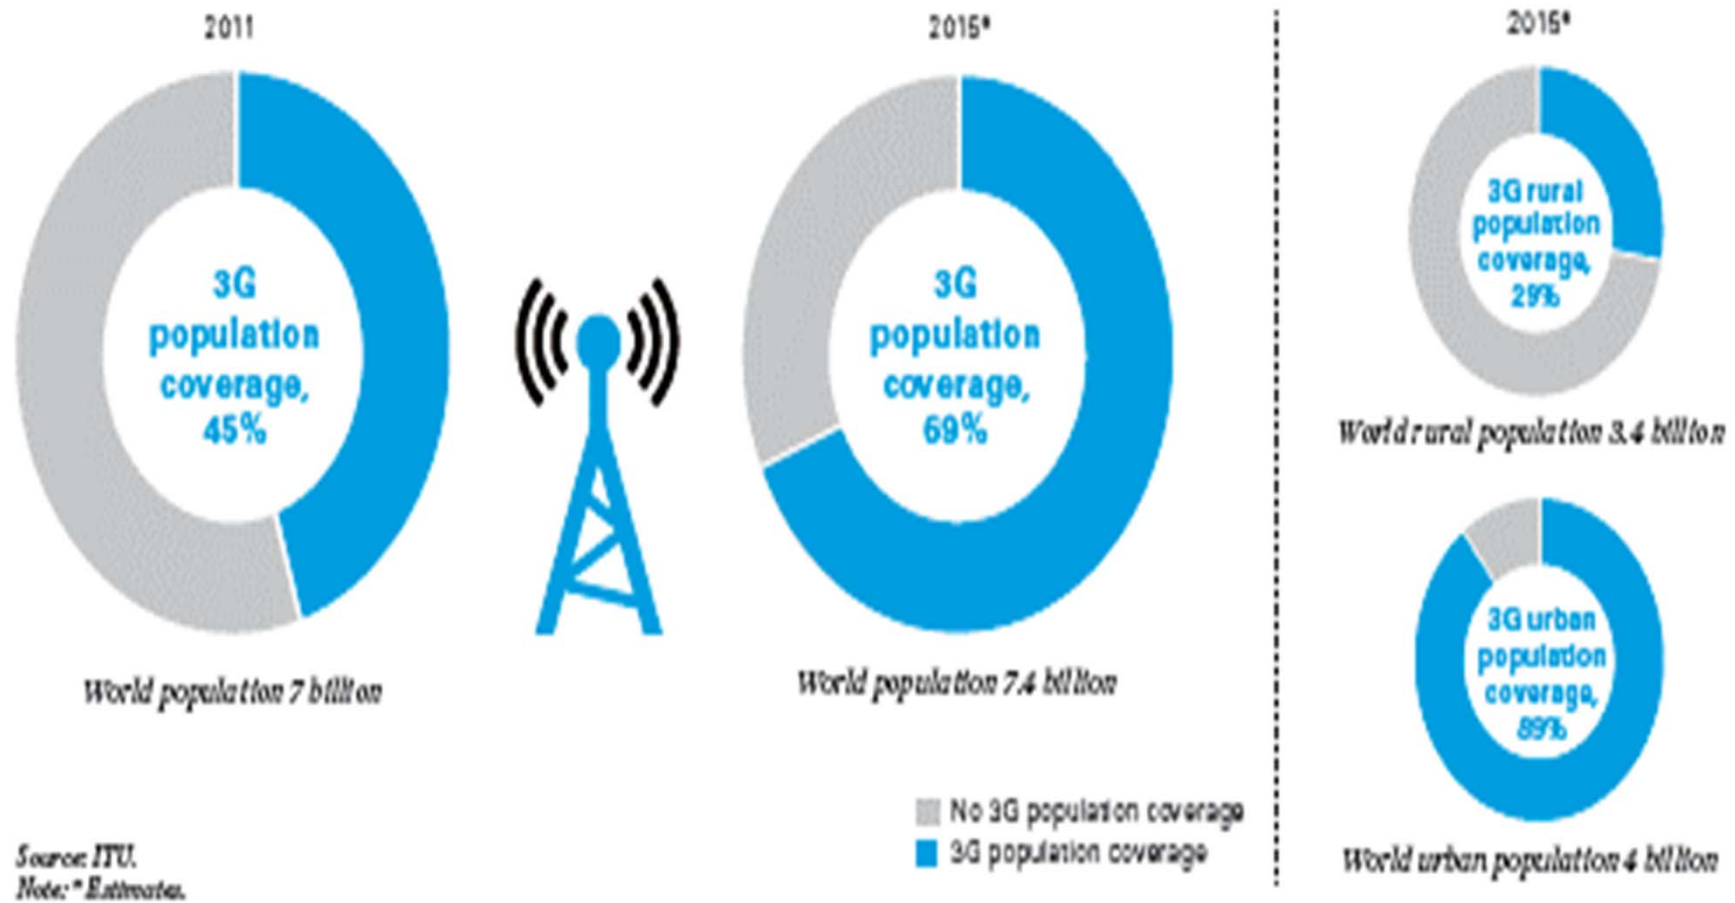 2011
3G
population
coverage,
45%
World population 7 billion
2015*
3G
population
coverage,
69%
World population 7.4 billion
No 3G population coverage
3G population coverage
Source: ITU.
Note: * Estimates.
2015*
3G rural
population
coverage,
29%
World rural population 3.4 billion
3G urban
population
coverage,
89%
World urban population 4 billion